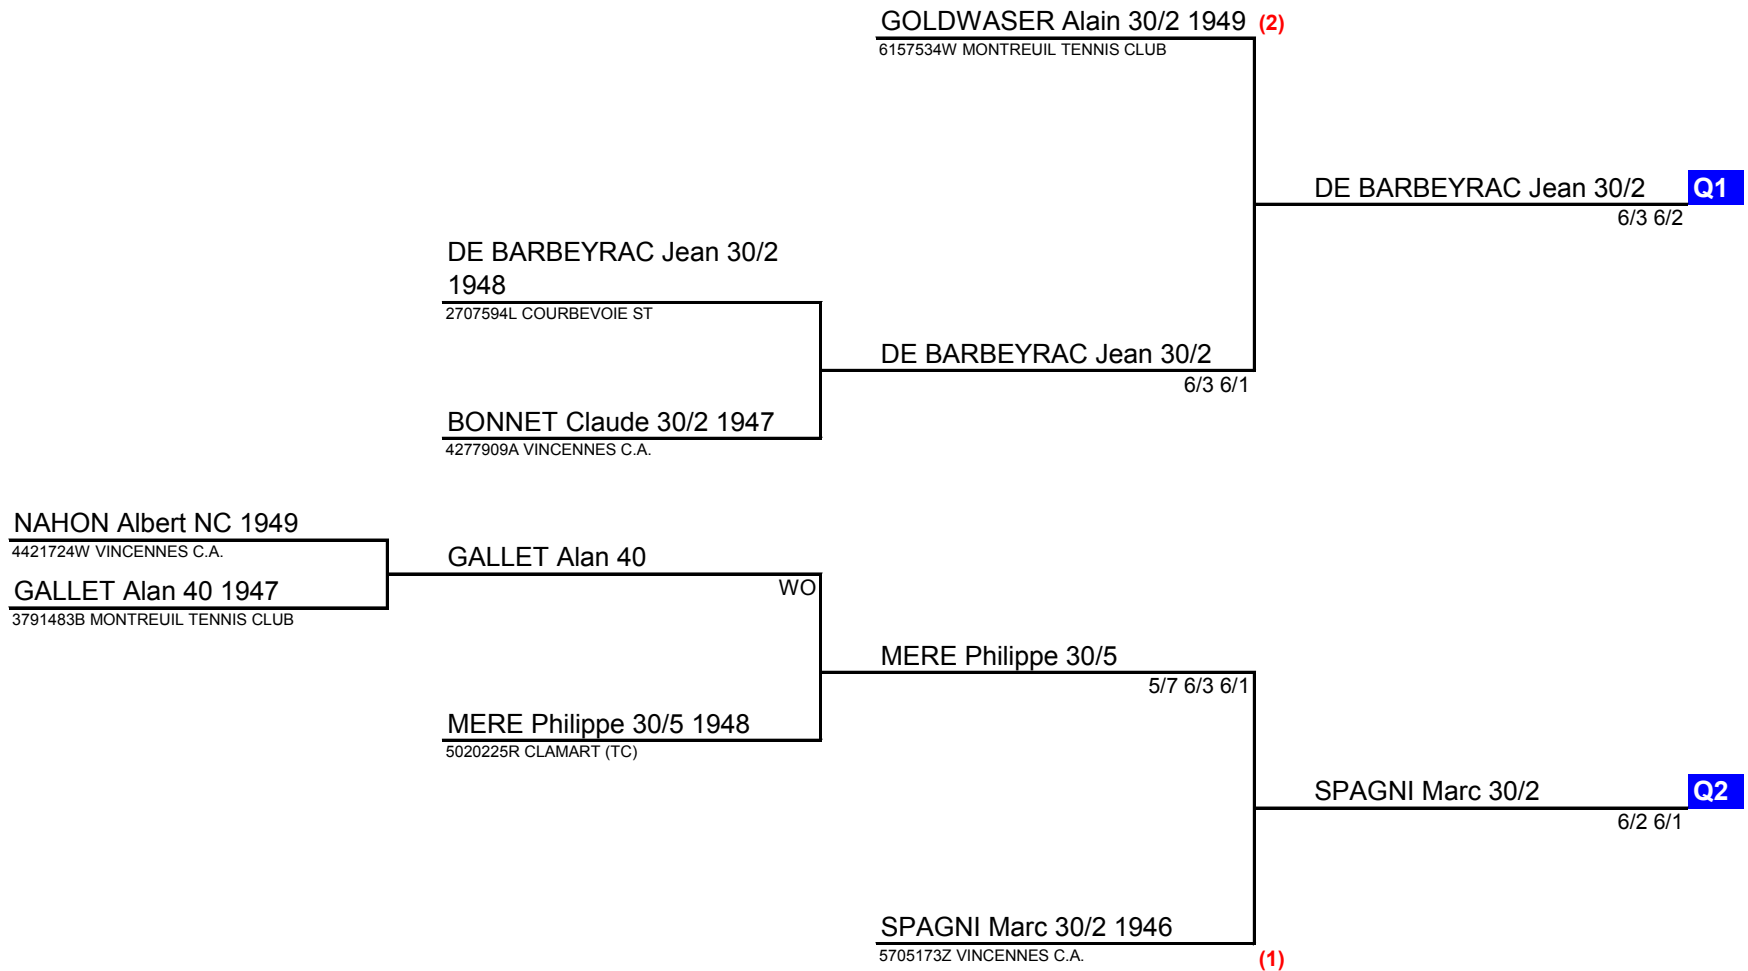 GOLDWASER Alain 30/2 1949 (2)
6157534W MONTREUIL TENNIS CLUB
DE BARBEYRAC Jean 30/2 Q1
6/3 6/2
DE BARBEYRAC Jean 30/2
1948
2707594L COURBEVOIE ST
DE BARBEYRAC Jean 30/2
6/3 6/1
BONNET Claude 30/2 1947
4277909A VINCENNES C.A.
NAHON Albert NC 1949
4421724W VINCENNES C.A.
GALLET Alan 40
WO
GALLET Alan 40 1947
3791483B MONTREUIL TENNIS CLUB
MERE Philippe 30/5
5/7 6/3 6/1
MERE Philippe 30/5 1948
5020225R CLAMART (TC)
SPAGNI Marc 30/2 Q2
6/2 6/1
SPAGNI Marc 30/2 1946
5705173Z VINCENNES C.A.
(1)